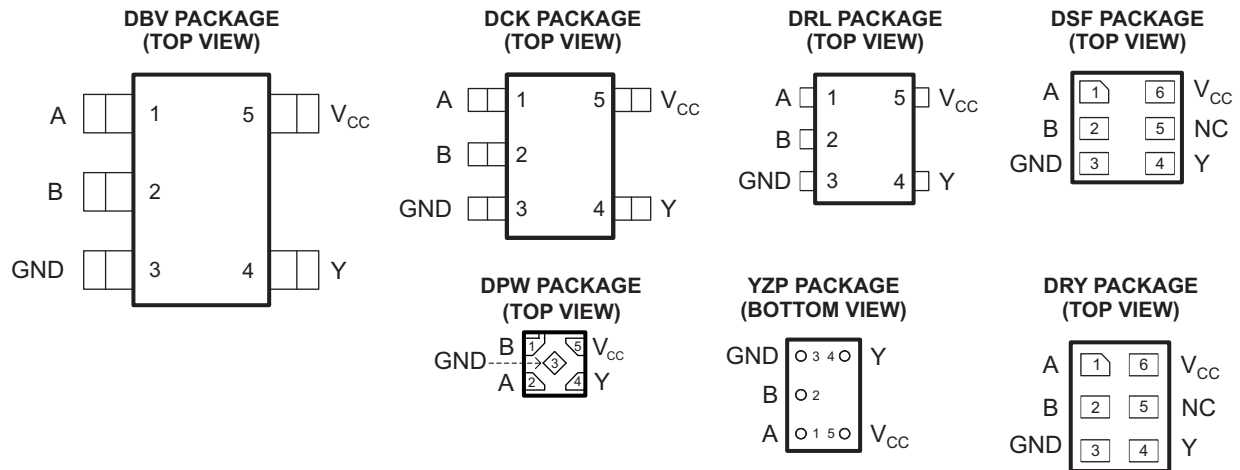 DBV PACKAGE
(TOP VIEW)
A 1 5 VCC
B 2
GND 3 4 Y
DCK PACKAGE
(TOP VIEW)
A 1 5 VCC
B 2
GND 3 4 Y
DRL PACKAGE
(TOP VIEW)
A 1 5 VCC
B 2
GND 3 4 Y
DSF PACKAGE
(TOP VIEW)
A 1 6 VCC
B 2 5 NC
GND 3 4 Y
DPW PACKAGE
(TOP VIEW)
B 1 5 VCC
GND 3
A 2 4 Y
YZP PACKAGE
(BOTTOM VIEW)
GND 3 4 Y
B 2
A 1 5 VCC
DRY PACKAGE
(TOP VIEW)
A 1 6 VCC
B 2 5 NC
GND 3 4 Y